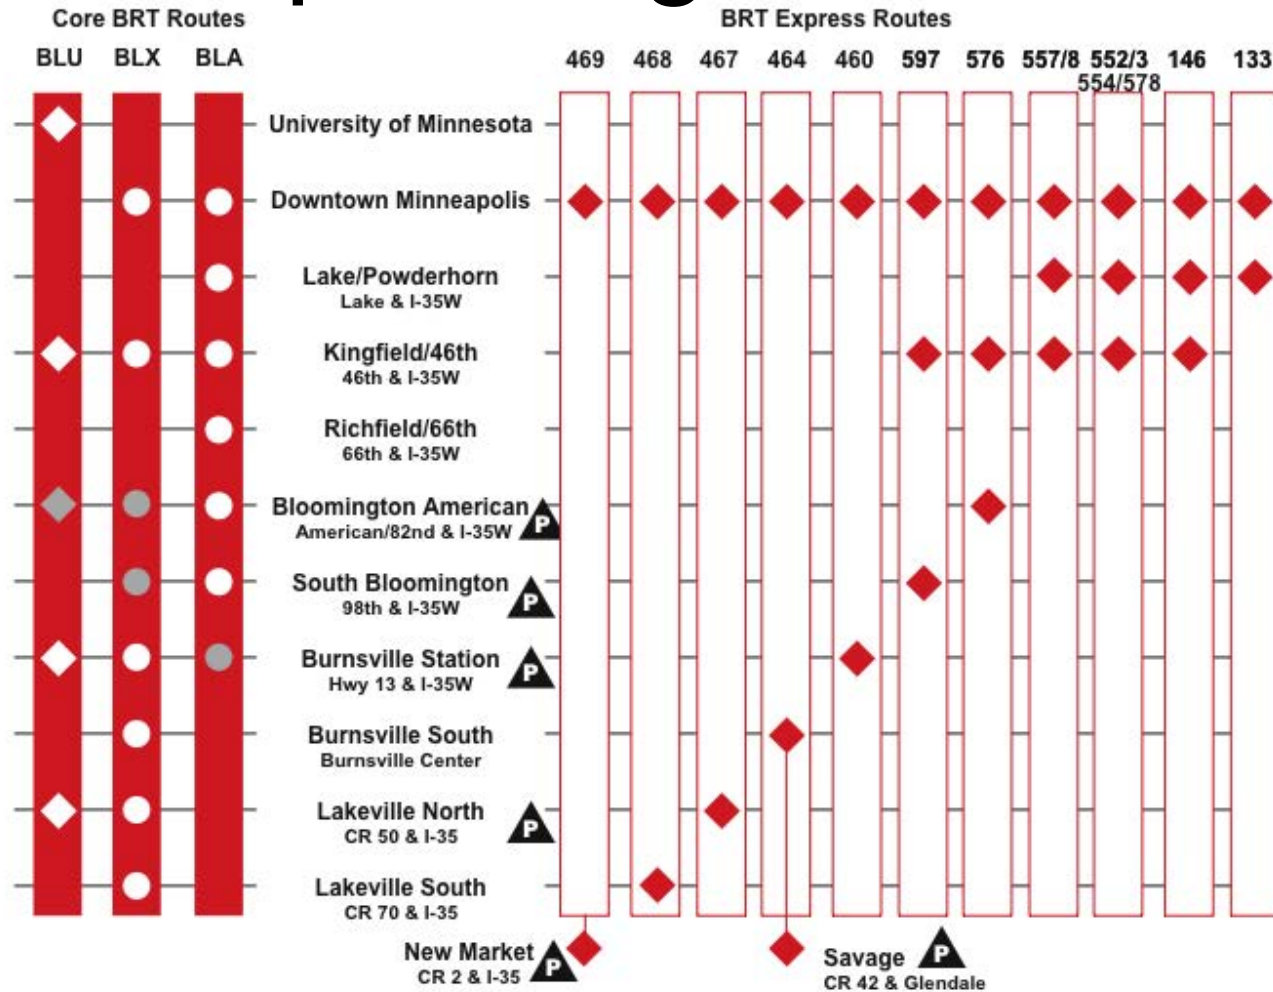 Core BRT Routes
BRT Express Routes
BLU BLX BLA
469 468 467 464 460 597 576 557/8 552/3 146 133
554/578
University of Minnesota
Downtown Minneapolis
Lake/Powderhorn
Lake & I-35W
Kingfield/46th
46th & I-35W
Richfield/66th
66th & I-35W
Bloomington American
P
American/82nd & I-35W
South Bloomington
P
98th & I-35W
Burnsville Station
P
Hwy 13 & I-35W
Burnsville South
Burnsville Center
Lakeville North
P
CR 50 & I-35
Lakeville South
CR 70 & I-35
New Market
P
CR 2 & I-35
Savage
P
CR 42 & Glendale